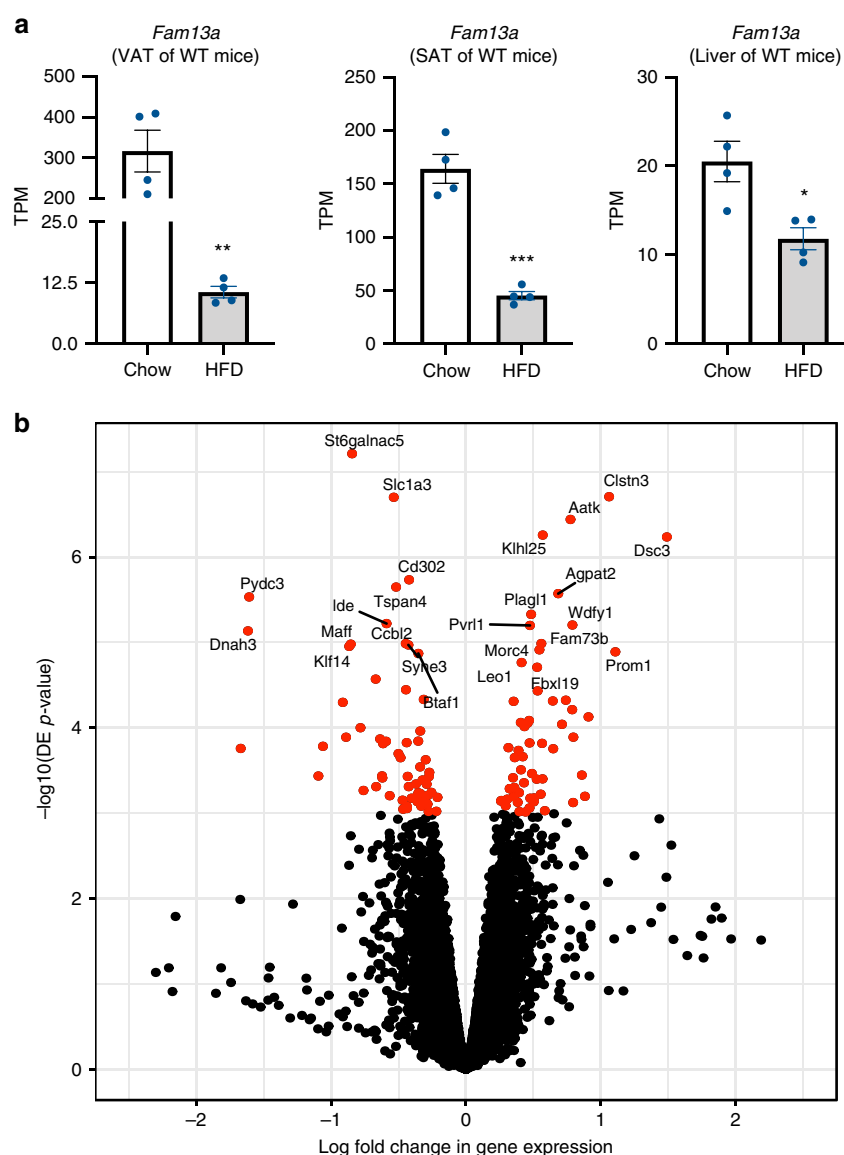 a
Fam13a
(VAT of WT mice)
Fam13a
(SAT of WT mice)
Fam13a
(Liver of WT mice)
TPM
500
400
300
200
25.0
12.5
0.0
**
Chow
HFD
TPM
250
200
150
100
50
0
***
Chow
HFD
TPM
30
20
10
0
*
Chow
HFD
b
St6galnac5
Slc1a3
Clstn3
Aatk
Klhl25
Dsc3
Cd302
Agpat2
Pydc3
Tspan4
Ide
Plagl1
Wdfy1
Pvrl1
Dnah3
Maff
Ccbl2
Fam73b
Morc4
Klf14
Syne3
Prom1
Leo1
Fbxl19
Btaf1
–log10(DE p-value)
6
4
2
0
–2
–1
0
1
2
Log fold change in gene expression